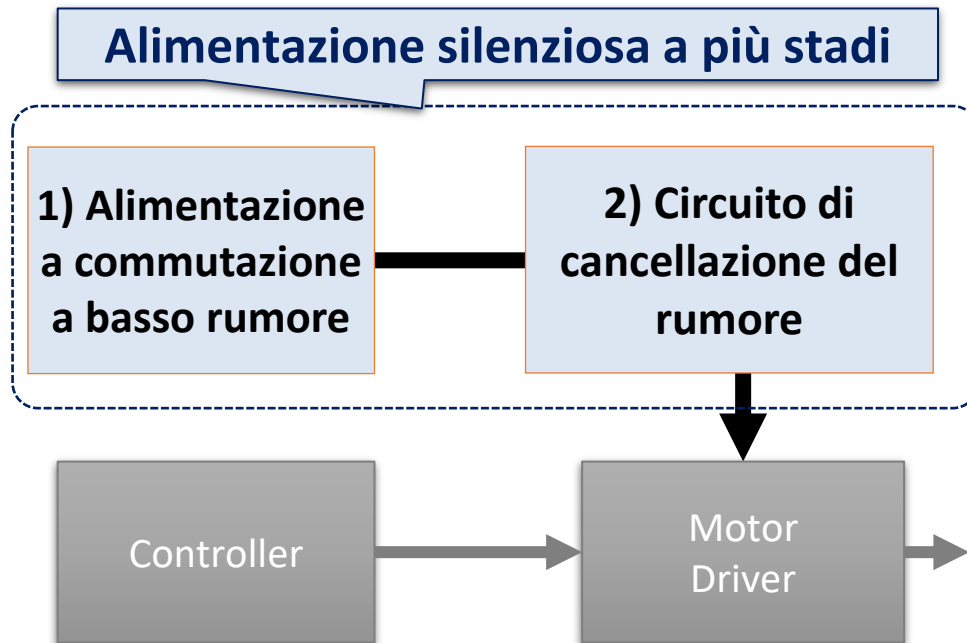 Alimentazione silenziosa a più stadi
1) Alimentazione
a commutazione
a basso rumore
2) Circuito di
cancellazione del
rumore
Controller
Motor
Driver